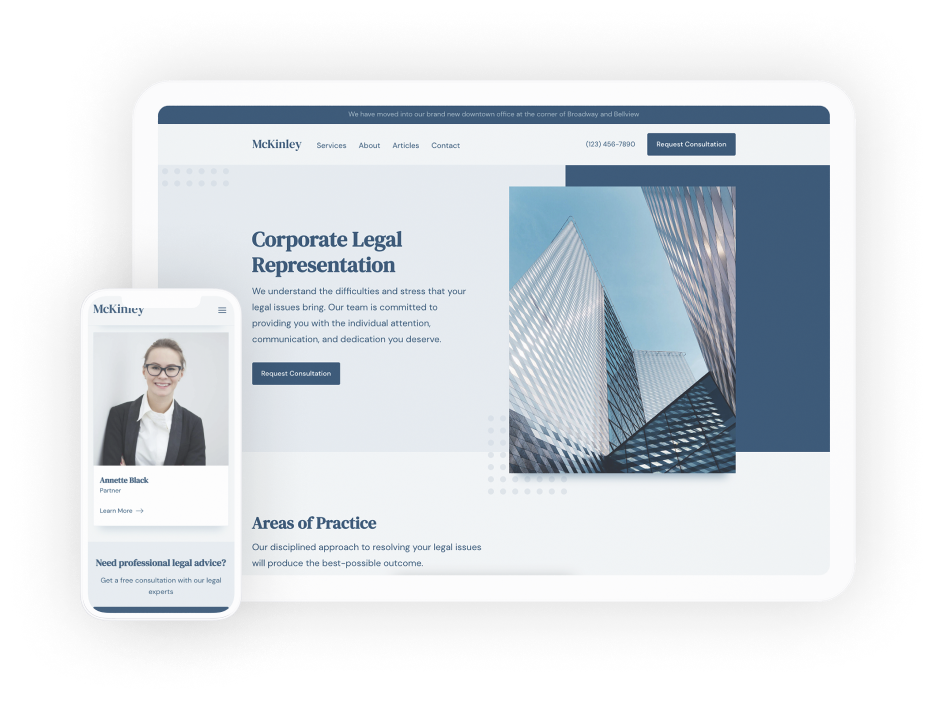 We have moved into our brand new downtown office at the corner of Broadway and Bellview
McKinley Services About Articles Contact (123) 456-7890 Request Consultation
Corporate Legal
Representation
We understand the difficulties and stress that your
legal issues bring. Our team is committed to
providing you with the individual attention,
communication, and dedication you deserve.
Request Consultation
Areas of Practice
Our disciplined approach to resolving your legal issues
will produce the best-possible outcome.
McKinley
Annette Black
Partner
Learn More →
Need professional legal advice?
Get a free consultation with our legal
experts